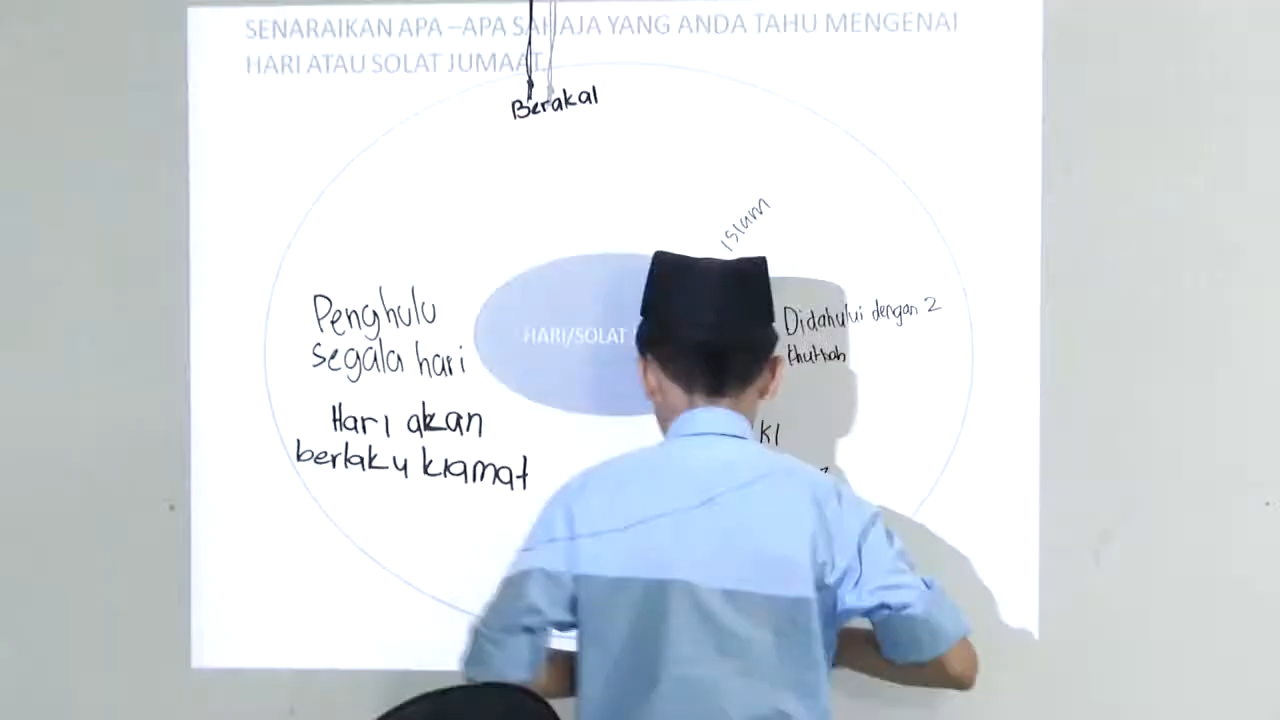 SENARAIKAN APA –APA SAHAJA YANG ANDA TAHU MENGENAI
HARI ATAU SOLAT JUMAAT.
Berakal
Islam
Penghulu
segala hari
HARI/SOLAT
Didahului dengan 2
khutbah
Hari akan
berlaku kiamat